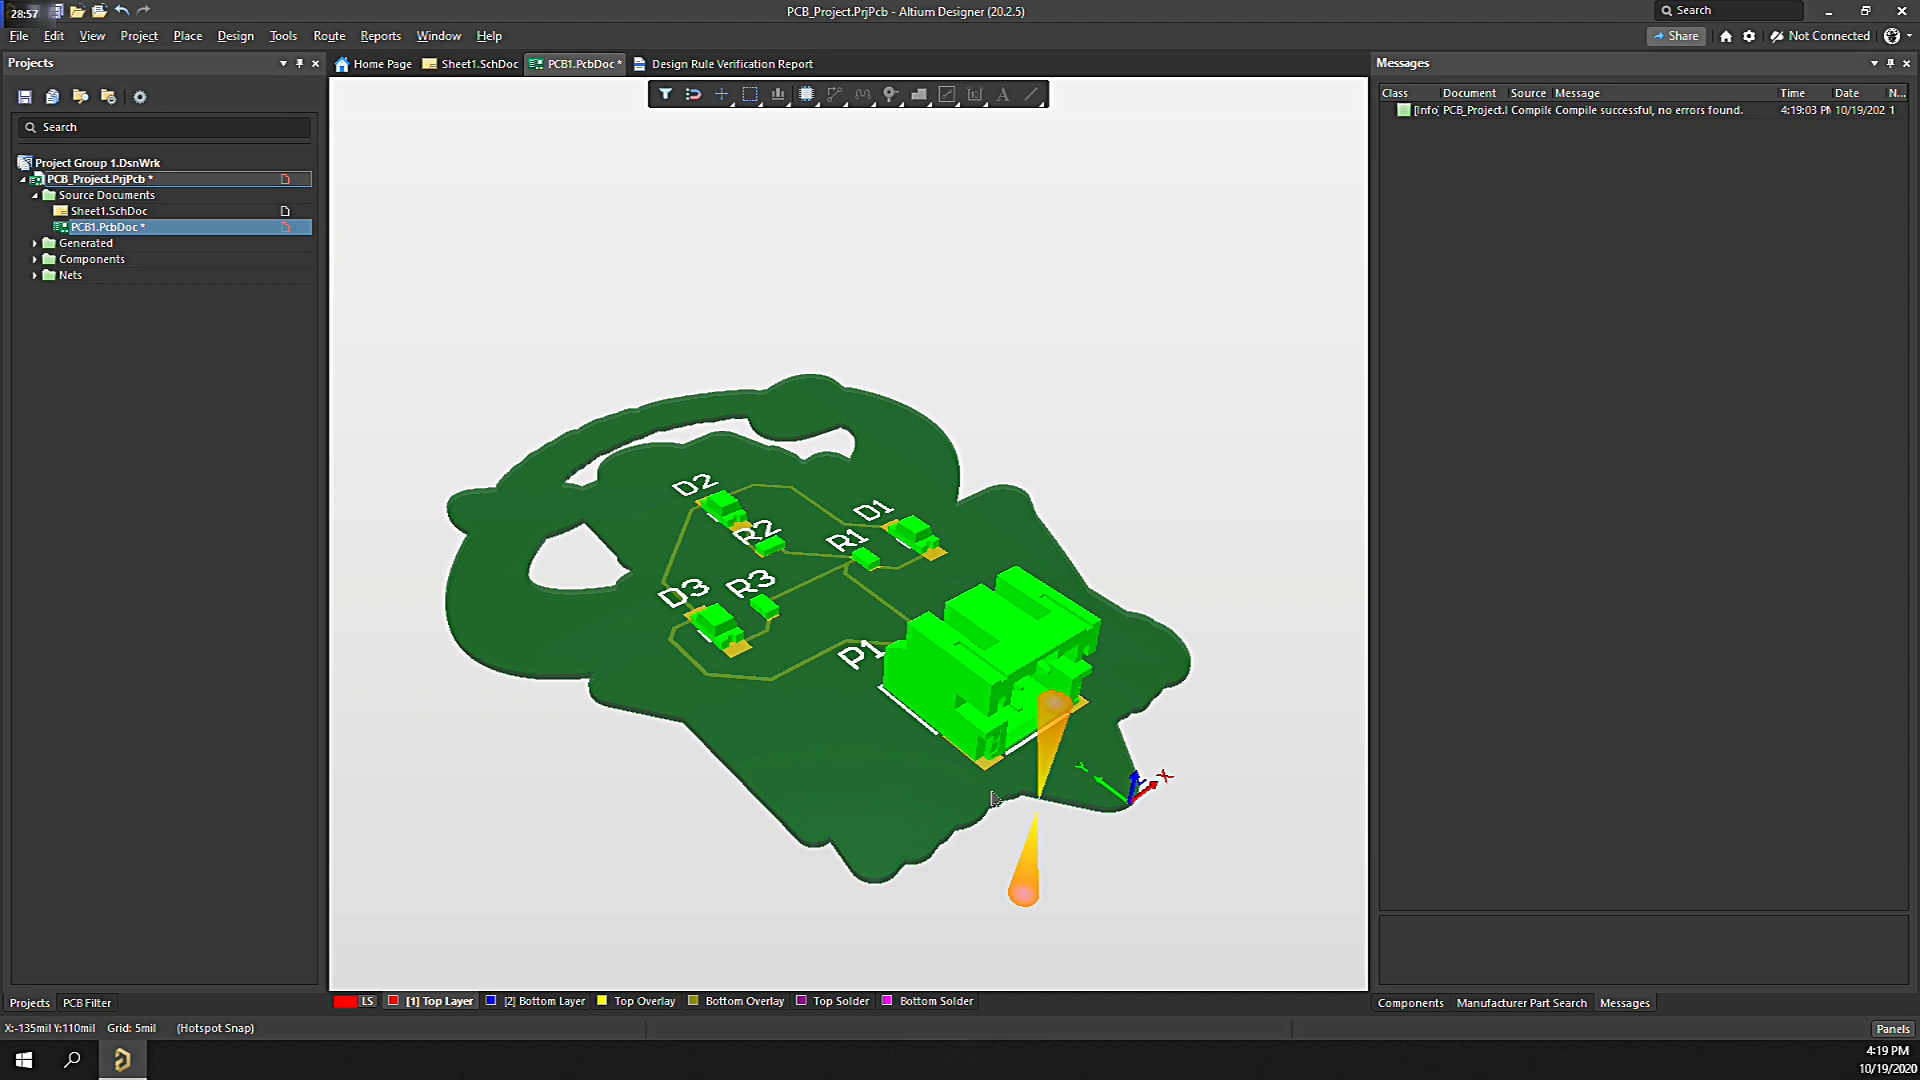 28:57
PCB_Project.PrjPcb - Altium Designer (20.2.5)
Search
File Edit View Project Place Design Tools Route Reports Window Help
Share
Not Connected
Projects
Home Page
Sheet1.SchDoc
PCB1.PcbDoc *
Design Rule Verification Report
Messages
Search
Class Document Source Message Time Date N...
[Info] PCB_Project.I Compile Compile successful, no errors found. 4:19:03 PM 10/19/202 1
Project Group 1.DsnWrk
PCB_Project.PrjPcb *
Source Documents
Sheet1.SchDoc
PCB1.PcbDoc *
Generated
Components
Nets
D2
R2
D1
R1
D3
R3
P1
Y
X
LS
[1] Top Layer
[2] Bottom Layer
Top Overlay
Bottom Overlay
Top Solder
Bottom Solder
Projects PCB Filter
Components Manufacturer Part Search Messages
X:-135mil Y:110mil Grid: 5mil (Hotspot Snap)
Panels
4:19 PM
10/19/2020